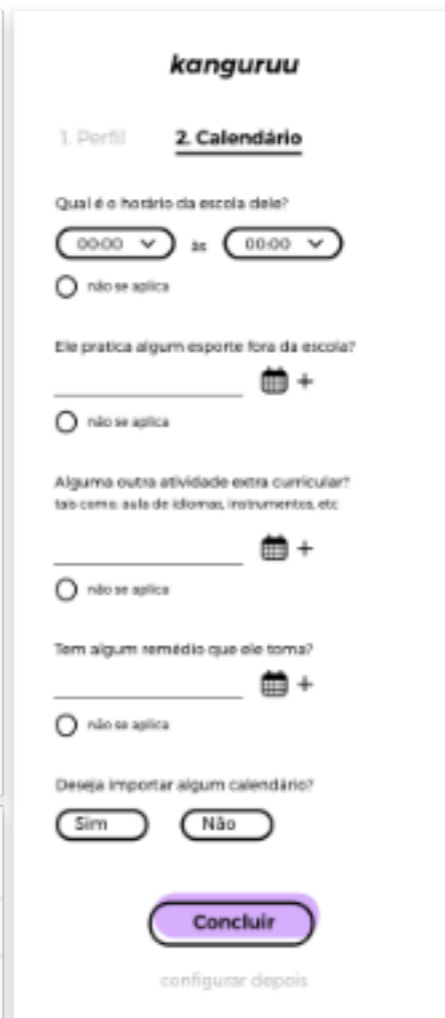 kanguruu
1. Perfil 2. Calendário
Qual é o horário da escola dele?
00:00 às 00:00
não se aplica
Ele pratica algum esporte fora da escola?
+
não se aplica
Alguma outra atividade extra curricular?
tais como: aula de idiomas, instrumentos, etc
+
não se aplica
Tem algum remédio que ele toma?
+
não se aplica
Deseja importar algum calendário?
Sim Não
Concluir
configurar depois